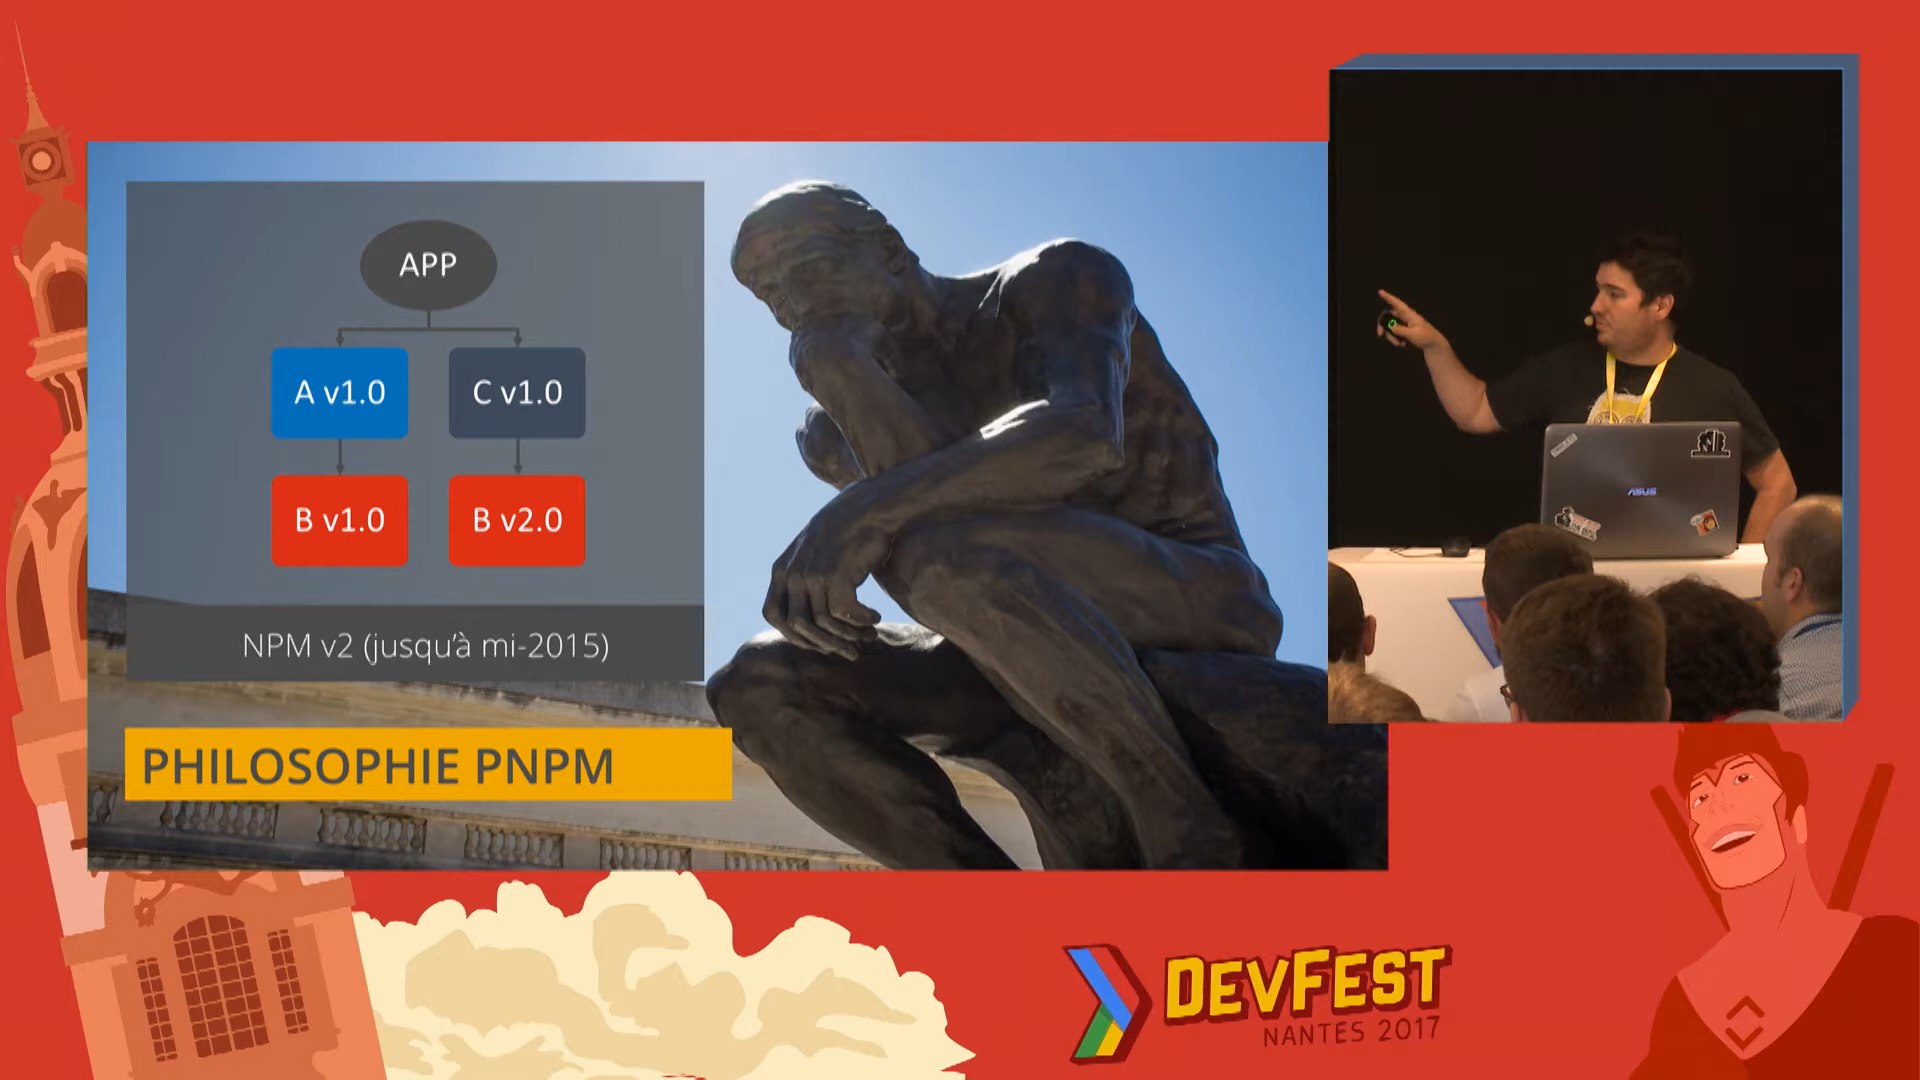 APP
A v1.0
C v1.0
B v1.0
B v2.0
NPM v2 (jusqu'à mi-2015)
PHILOSOPHIE PNPM
ASUS
DEVFEST
NANTES 2017